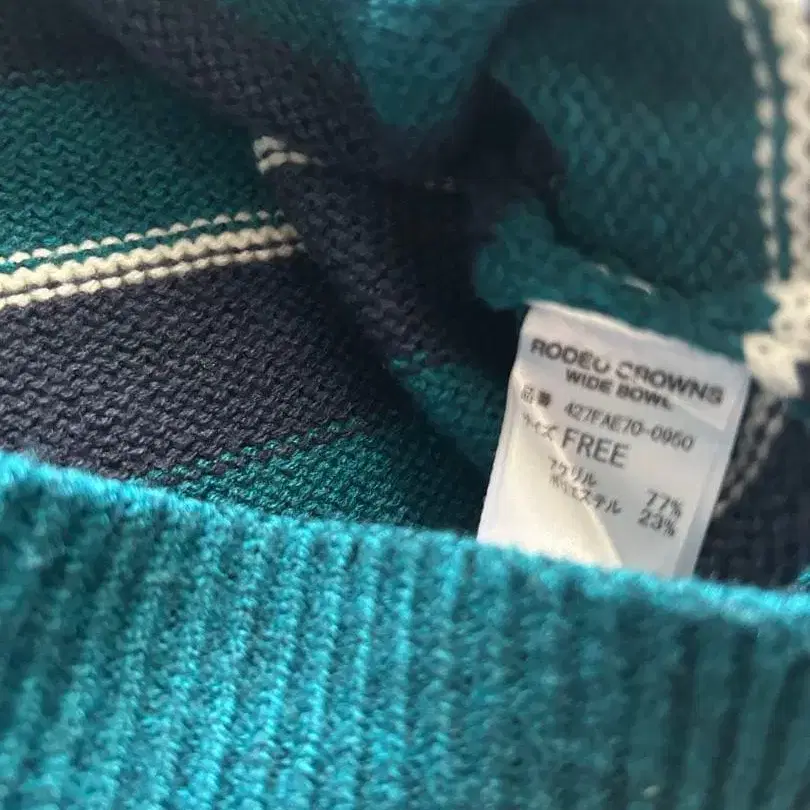 RODEO CROWNS
WIDE BOWL
品番 427FAE70-0950
サイズ FREE
アクリル 77%
ポリエステル 23%